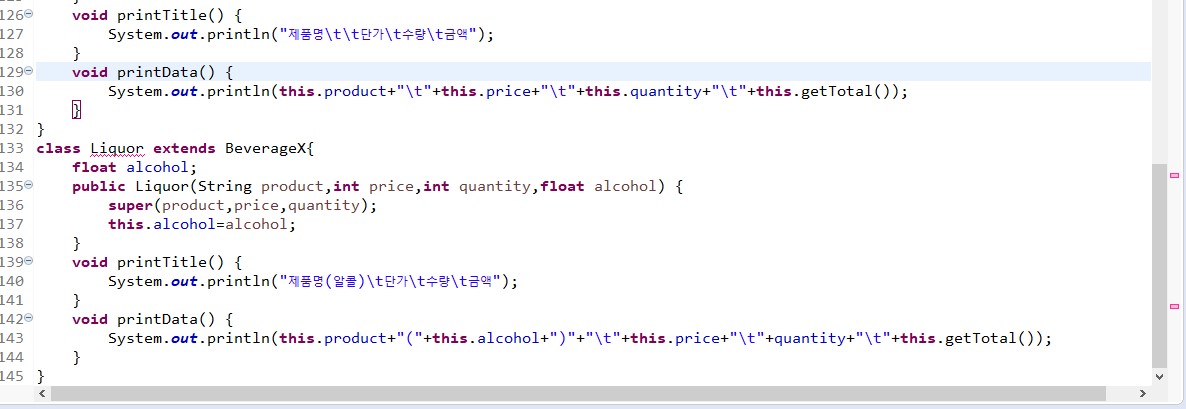 126 void printTitle() {
127 System.out.println("제품명\t\t단가\t수량\t금액");
128 }
129 void printData() {
130 System.out.println(this.product+"\t"+this.price+"\t"+this.quantity+"\t"+this.getTotal());
131 }
132 }
133 class Liquor extends BeverageX{
134 float alcohol;
135 public Liquor(String product,int price,int quantity,float alcohol) {
136 super(product,price,quantity);
137 this.alcohol=alcohol;
138 }
139 void printTitle() {
140 System.out.println("제품명(알콜)\t단가\t수량\t금액");
141 }
142 void printData() {
143 System.out.println(this.product+"("+this.alcohol+")"+"\t"+this.price+"\t"+quantity+"\t"+this.getTotal());
144 }
145 }